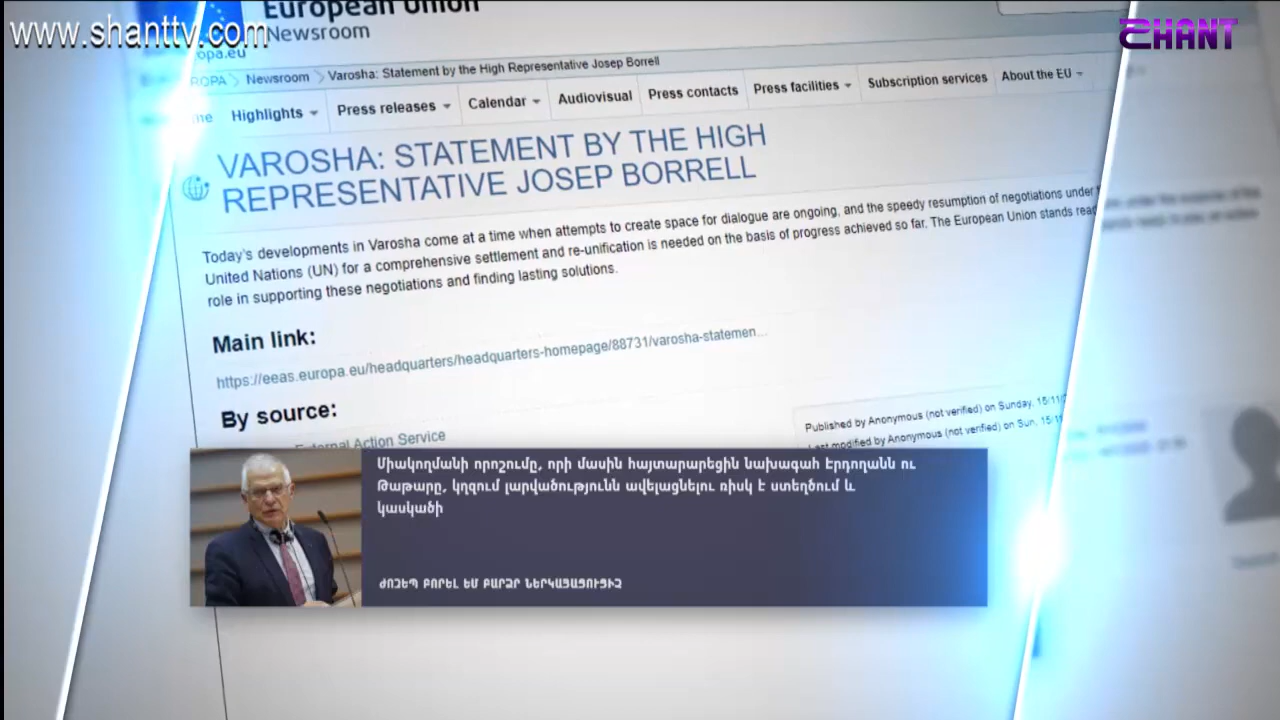 www.shanttv.com
SHANT
European Union
Newsroom
ropa.eu
ROPA > Newsroom > Varosha: Statement by the High Representative Josep Borrell
me Highlights Press releases Calendar Audiovisual Press contacts Press facilities Subscription services About the EU
VAROSHA: STATEMENT BY THE HIGH
REPRESENTATIVE JOSEP BORRELL
Today's developments in Varosha come at a time when attempts to create space for dialogue are ongoing, and the speedy resumption of negotiations under
United Nations (UN) for a comprehensive settlement and re-unification is needed on the basis of progress achieved so far. The European Union stands
role in supporting these negotiations and finding lasting solutions.
Main link:
https://eeas.europa.eu/headquarters/headquarters-homepage/88731/varosha-statemen...
By source:
External Action Service
Published by Anonymous (not verified) on Sunday, 15/11/
Last modified by Anonymous (not verified) on Sun, 15/11
Միակողմանի որոշումը, որի մասին հայտարարեցին նախագահ Էրդողանն ու
Թաթարը, կղզում լարվածությունն ավելացնելու ռիսկ է ստեղծում և
կասկածի
ԺՈԶԵՊ ԲՈՐԵԼ ԵՄ ԲԱՐՁՐ ՆԵՐԿԱՅԱՑՈՒՑԻՉ